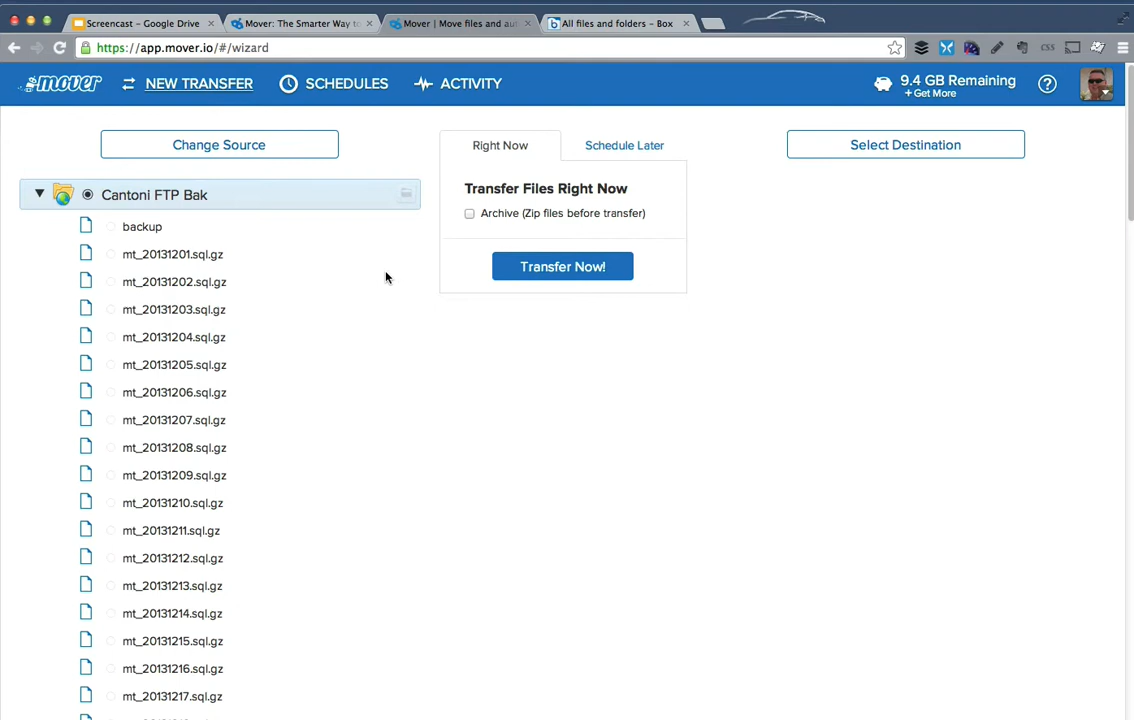 Screencast – Google Drive
Mover: The Smarter Way to
Mover | Move files and aut
All files and folders – Box
https://app.mover.io/#/wizard
CSS
mover
NEW TRANSFER
SCHEDULES
ACTIVITY
9.4 GB Remaining
+ Get More
?
Change Source
Right Now
Schedule Later
Select Destination
Transfer Files Right Now
Archive (Zip files before transfer)
Transfer Now!
Cantoni FTP Bak
backup
mt_20131201.sql.gz
mt_20131202.sql.gz
mt_20131203.sql.gz
mt_20131204.sql.gz
mt_20131205.sql.gz
mt_20131206.sql.gz
mt_20131207.sql.gz
mt_20131208.sql.gz
mt_20131209.sql.gz
mt_20131210.sql.gz
mt_20131211.sql.gz
mt_20131212.sql.gz
mt_20131213.sql.gz
mt_20131214.sql.gz
mt_20131215.sql.gz
mt_20131216.sql.gz
mt_20131217.sql.gz